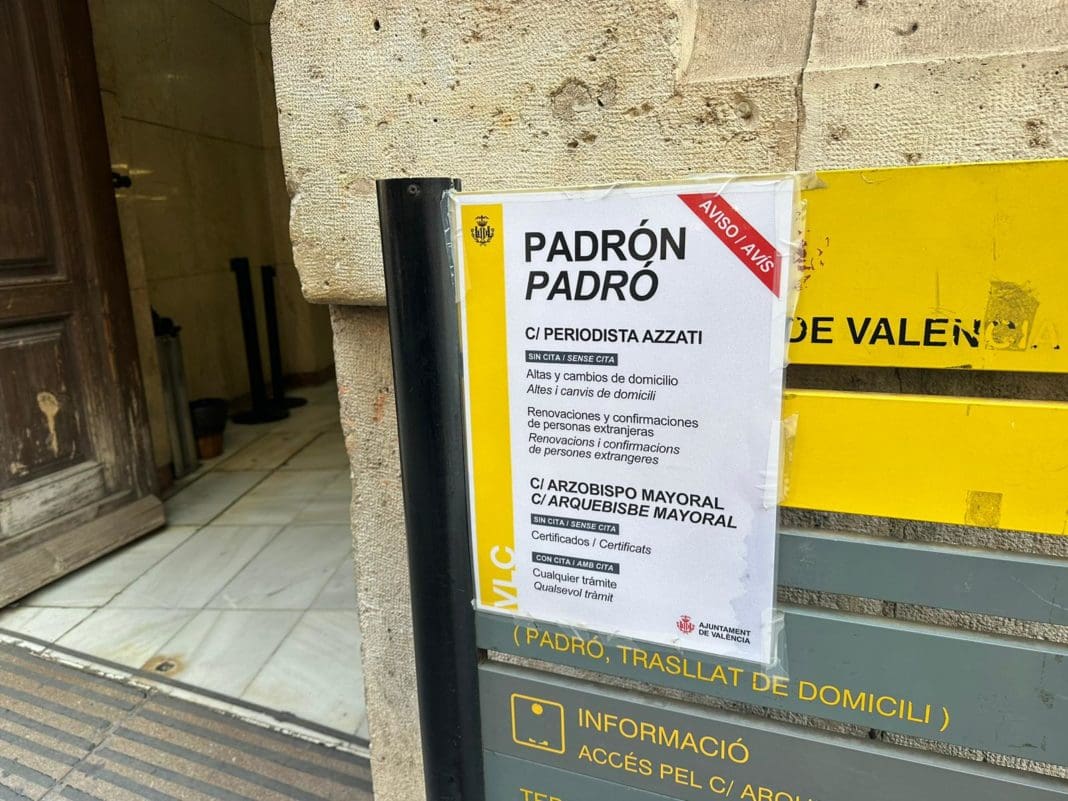 PADRÓN
PADRÓ
AVISO / AVÍS
C/ PERIODISTA AZZATI
SIN CITA / SENSE CITA
Altas y cambios de domicilio
Altes i canvis de domicili
Renovaciones y confirmaciones
de personas extranjeras
Renovacions i confirmacions
de persones extrangeres
C/ ARZOBISPO MAYORAL
C/ ARQUEBISBE MAYORAL
SIN CITA / SENSE CITA
Certificados / Certificats
CON CITA / AMB CITA
Cualquier trámite
Qualsevol tràmit
VLC
AJUNTAMENT
DE VALÈNCIA
DE VALENCIA
( PADRÓ, TRASLLAT DE DOMICILI )
INFORMACIÓ
ACCÉS PEL C/